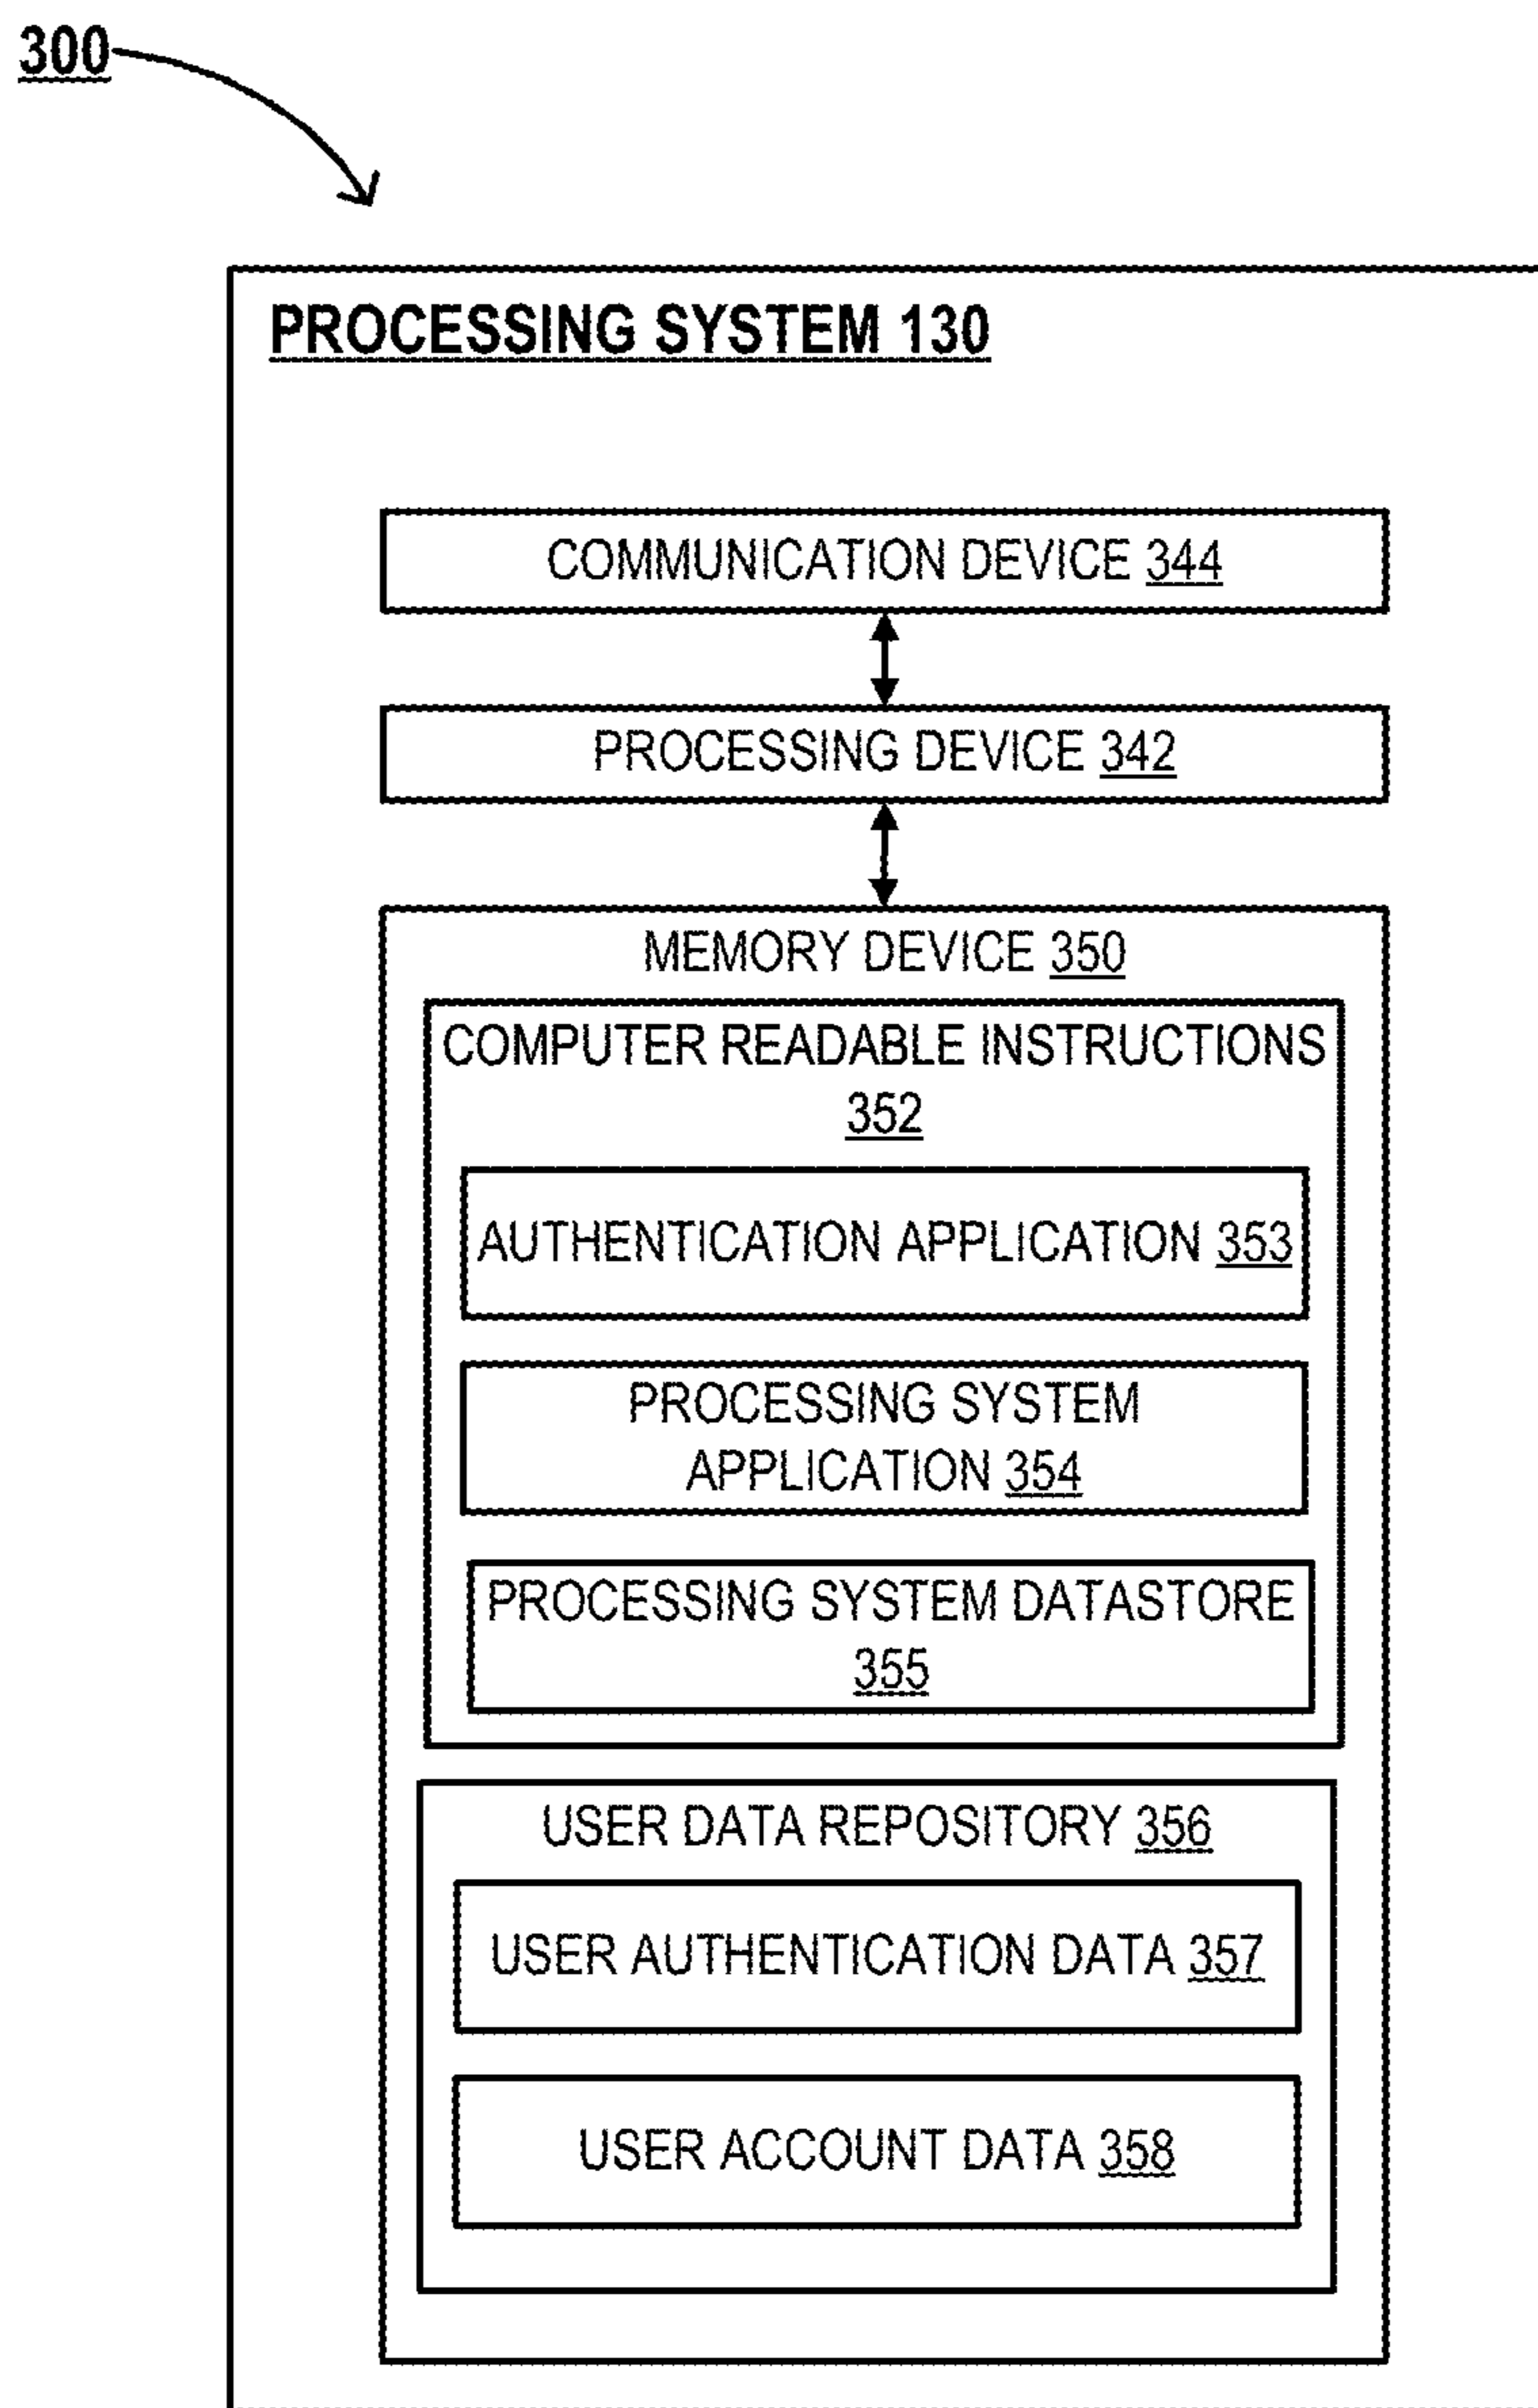 300
PROCESSING SYSTEM 130
COMMUNICATION DEVICE 344
PROCESSING DEVICE 342
MEMORY DEVICE 350
COMPUTER READABLE INSTRUCTIONS
352
AUTHENTICATION APPLICATION 353
PROCESSING SYSTEM
APPLICATION 354
PROCESSING SYSTEM DATASTORE
355
USER DATA REPOSITORY 356
USER AUTHENTICATION DATA 357
USER ACCOUNT DATA 358